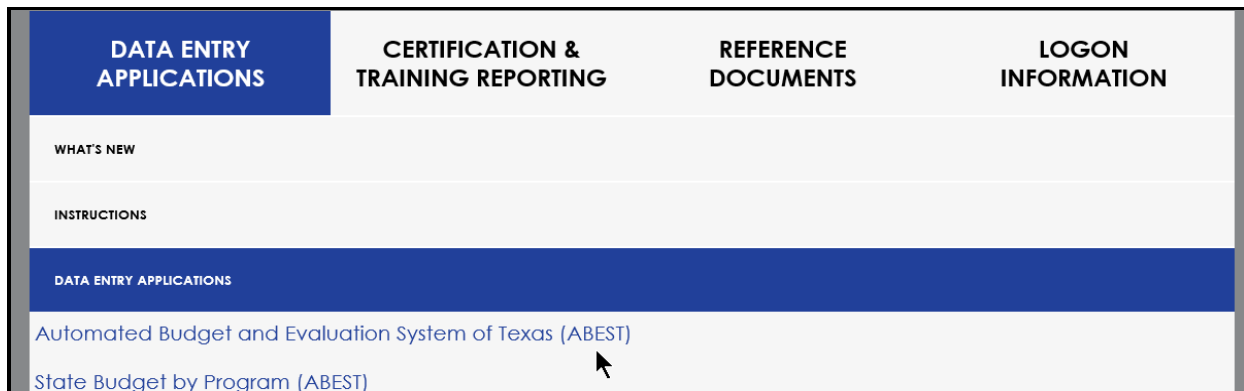 DATA ENTRY
APPLICATIONS
CERTIFICATION &
TRAINING REPORTING
REFERENCE
DOCUMENTS
LOGON
INFORMATION
WHAT'S NEW
INSTRUCTIONS
DATA ENTRY APPLICATIONS
Automated Budget and Evaluation System of Texas (ABEST)
State Budget by Program (ABEST)